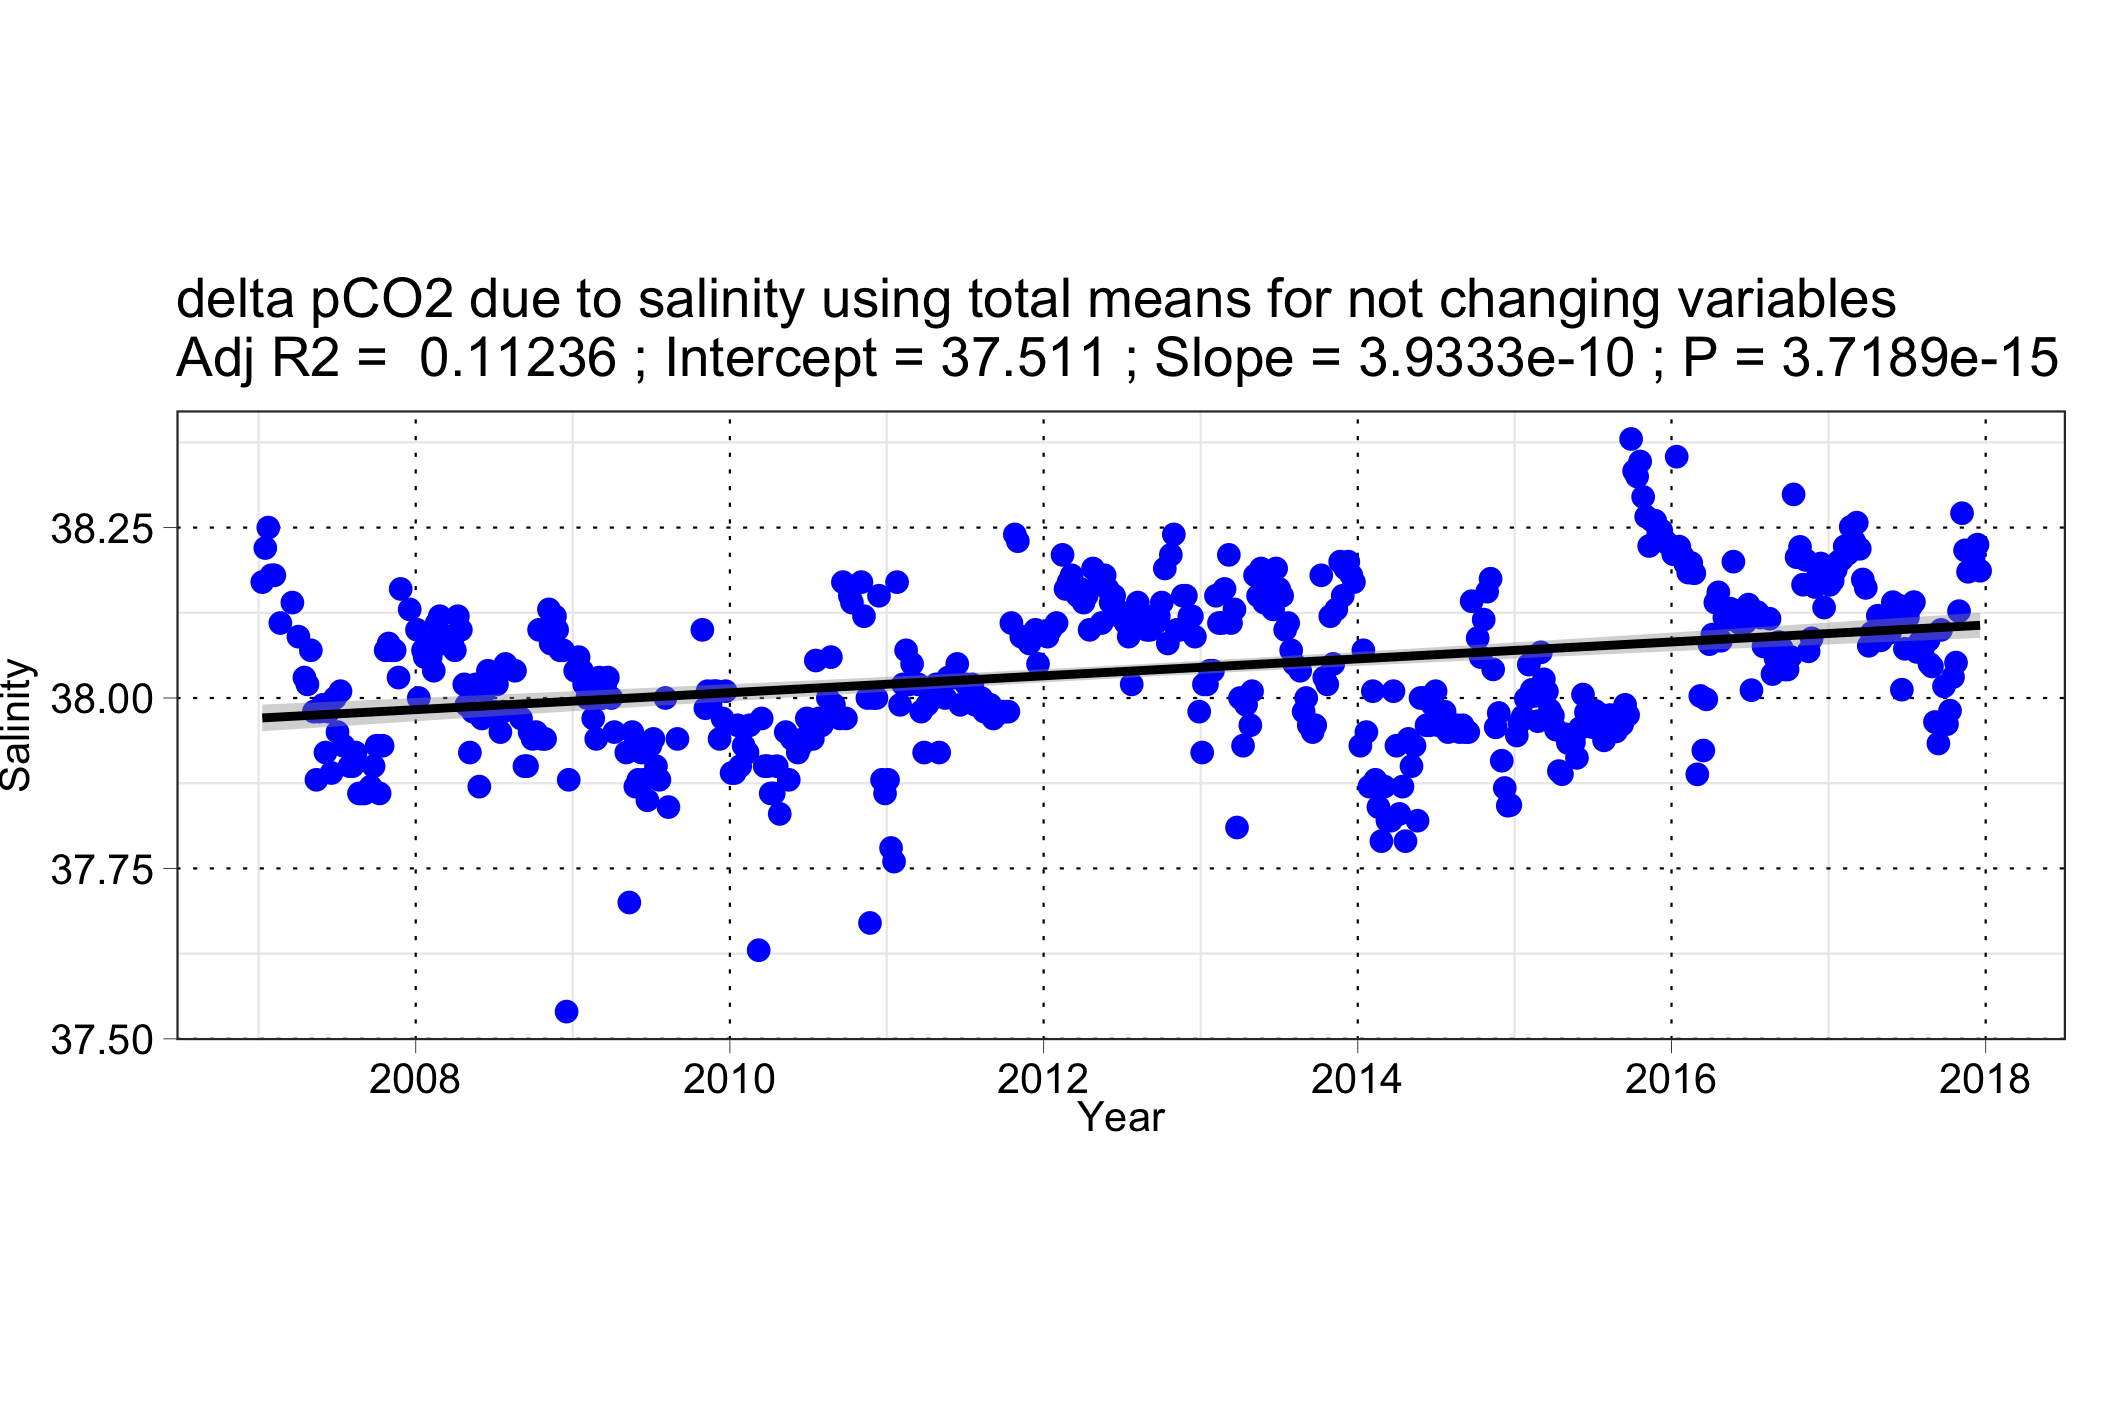 delta pCO2 due to salinity using total means for not changing variables
Adj R2 =  0.11236 ; Intercept = 37.511 ; Slope = 3.9333e-10 ; P = 3.7189e-15
Salinity
38.25
38.00
37.75
37.50
2008 2010 2012 2014 2016 2018
Year